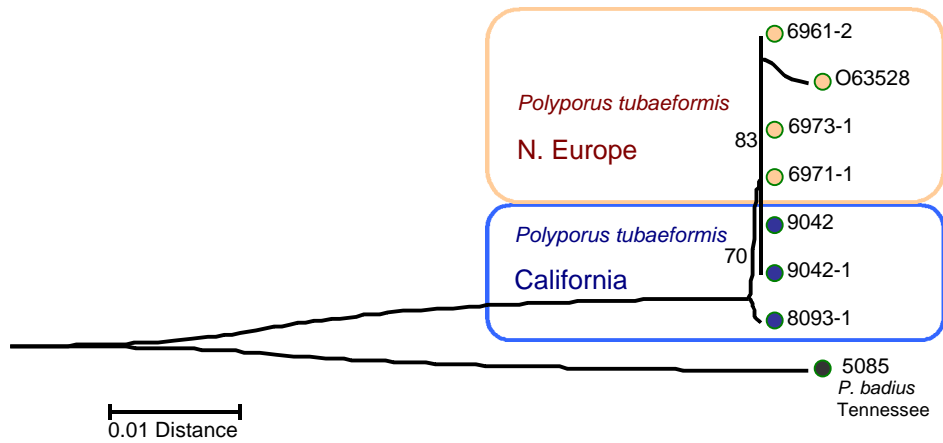 6961-2
O63528
Polyporus tubaeformis
6973-1
83
N. Europe
6971-1
Polyporus tubaeformis
9042
70
California
9042-1
8093-1
5085
P. badius
Tennessee
0.01 Distance